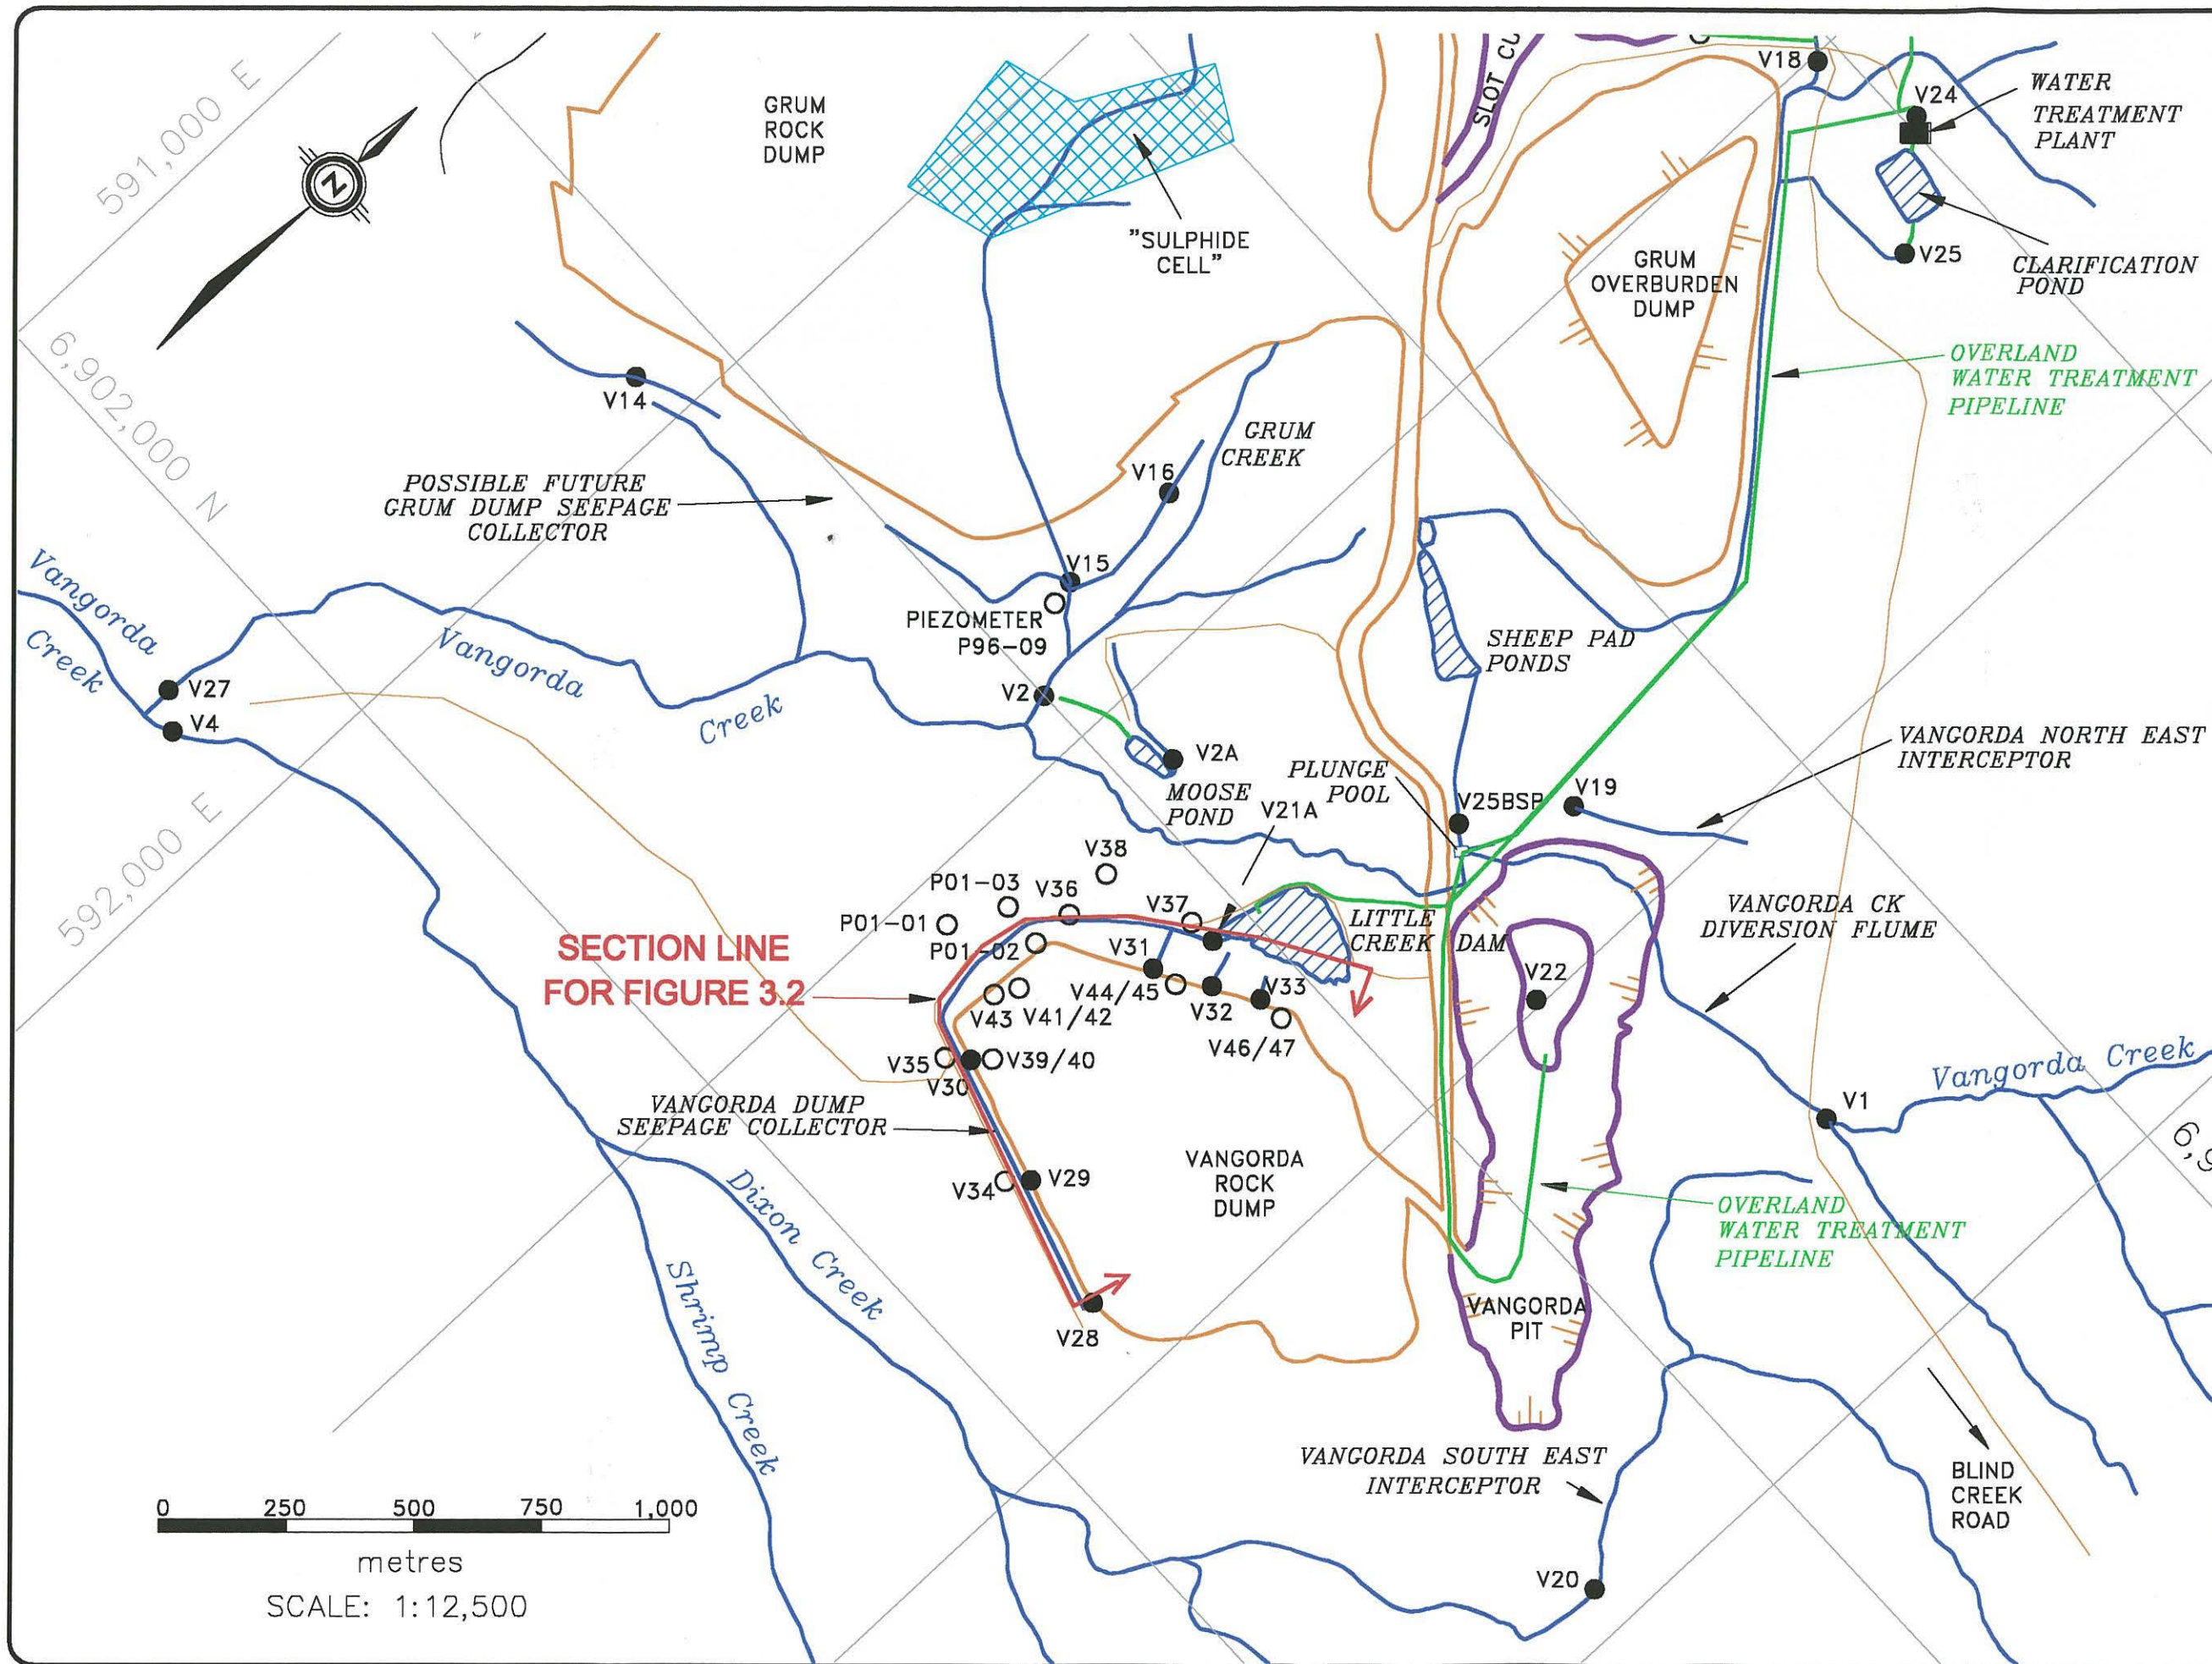 591,000 E
N
GRUM
ROCK
DUMP
"SULPHIDE
CELL"
V18
V24
WATER
TREATMENT
PLANT
GRUM
OVERBURDEN
DUMP
V25
CLARIFICATION
POND
OVERLAND
WATER TREATMENT
PIPELINE
6,902,000 N
V14
GRUM
CREEK
V16
POSSIBLE FUTURE
GRUM DUMP SEEPAGE
COLLECTOR
V15
PIEZOMETER
P96-09
SHEEP PAD
PONDS
Vangorda
Creek
Vangorda
Creek
V27
V4
V2
V2A
MOOSE
POND
PLUNGE
POOL
V21A
V25BSP
V19
VANGORDA NORTH EAST
INTERCEPTOR
592,000 E
V38
P01-03
V36
P01-01
P01-02
V37
LITTLE
CREEK DAM
VANGORDA CK
DIVERSION FLUME
SECTION LINE
FOR FIGURE 3.2
V31
V44/45
V32
V33
V22
V43
V41/42
V46/47
V35
V30
V39/40
VANGORDA DUMP
SEEPAGE COLLECTOR
Vangorda Creek
V1
6,9
V34
V29
VANGORDA
ROCK
DUMP
OVERLAND
WATER TREATMENT
PIPELINE
Dixon Creek
Shrimp Creek
V28
VANGORDA
PIT
VANGORDA SOUTH EAST
INTERCEPTOR
BLIND
CREEK
ROAD
V20
0 250 500 750 1,000
metres
SCALE: 1:12,500